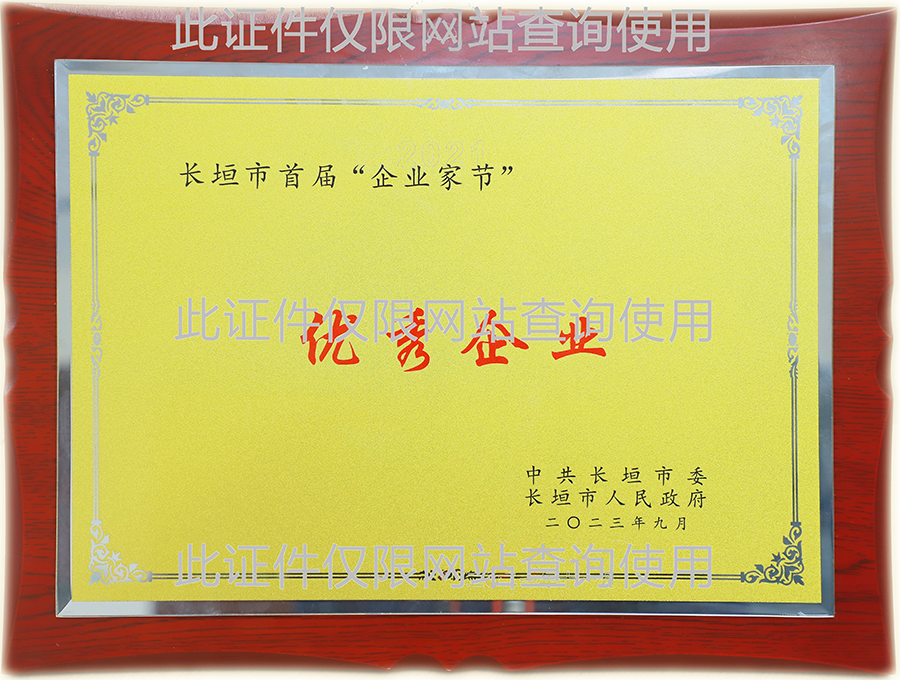 此证件仅限网站查询使用
长垣市首届“企业家节”
此证件仅限网站查询使用
优秀企业
中共长垣市委
长垣市人民政府
二〇二三年九月
此证件仅限网站查询使用